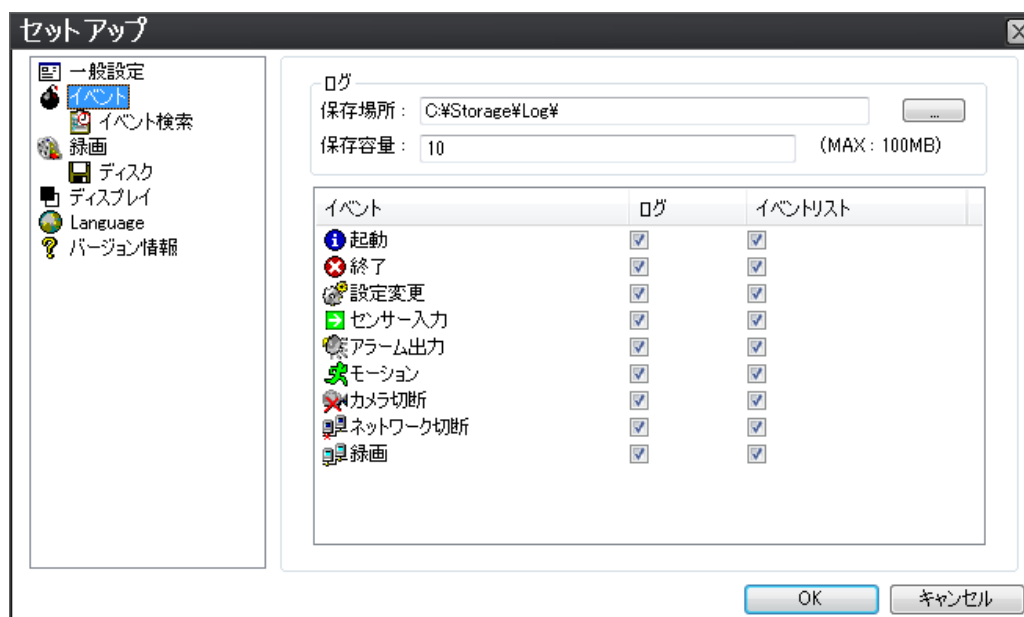 セットアップ
一般設定
イベント
イベント検索
録画
ディスク
ディスプレイ
Language
バージョン情報
ログ
保存場所 : C:¥Storage¥Log¥ ...
保存容量 : 10 (MAX : 100MB)
イベント ログ イベントリスト
起動
終了
設定変更
センサー入力
アラーム出力
モーション
カメラ切断
ネットワーク切断
録画
OK キャンセル